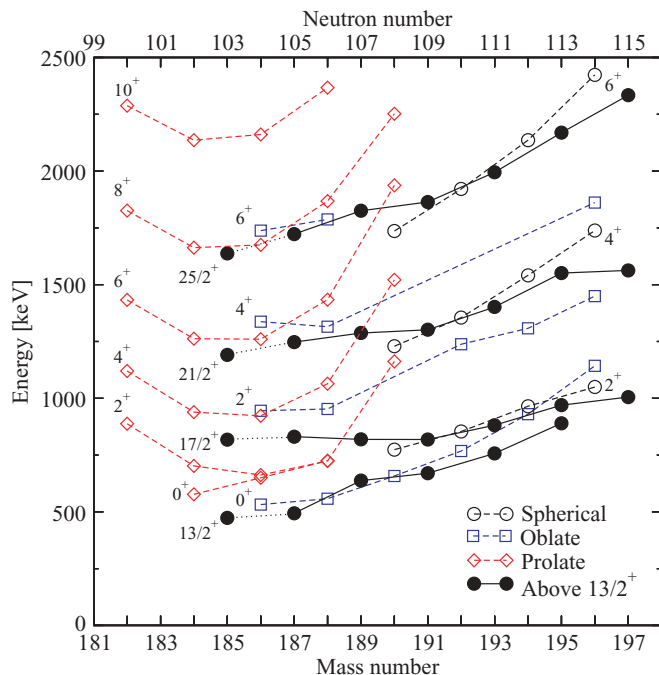 Neutron number
99 101 103 105 107 109 111 113 115
2500
2000
1500
1000
500
0
Energy [keV]
10+
8+
6+
4+
2+
0+
6+
4+
2+
0+
25/2+
21/2+
17/2+
13/2+
6+
4+
2+
Spherical
Oblate
Prolate
Above 13/2+
181 183 185 187 189 191 193 195 197
Mass number